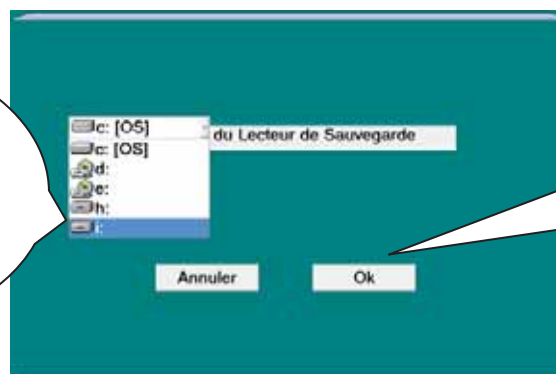 c: [OS]
du Lecteur de Sauvegarde
c: [OS]
d:
e:
h:
i:
Annuler
Ok